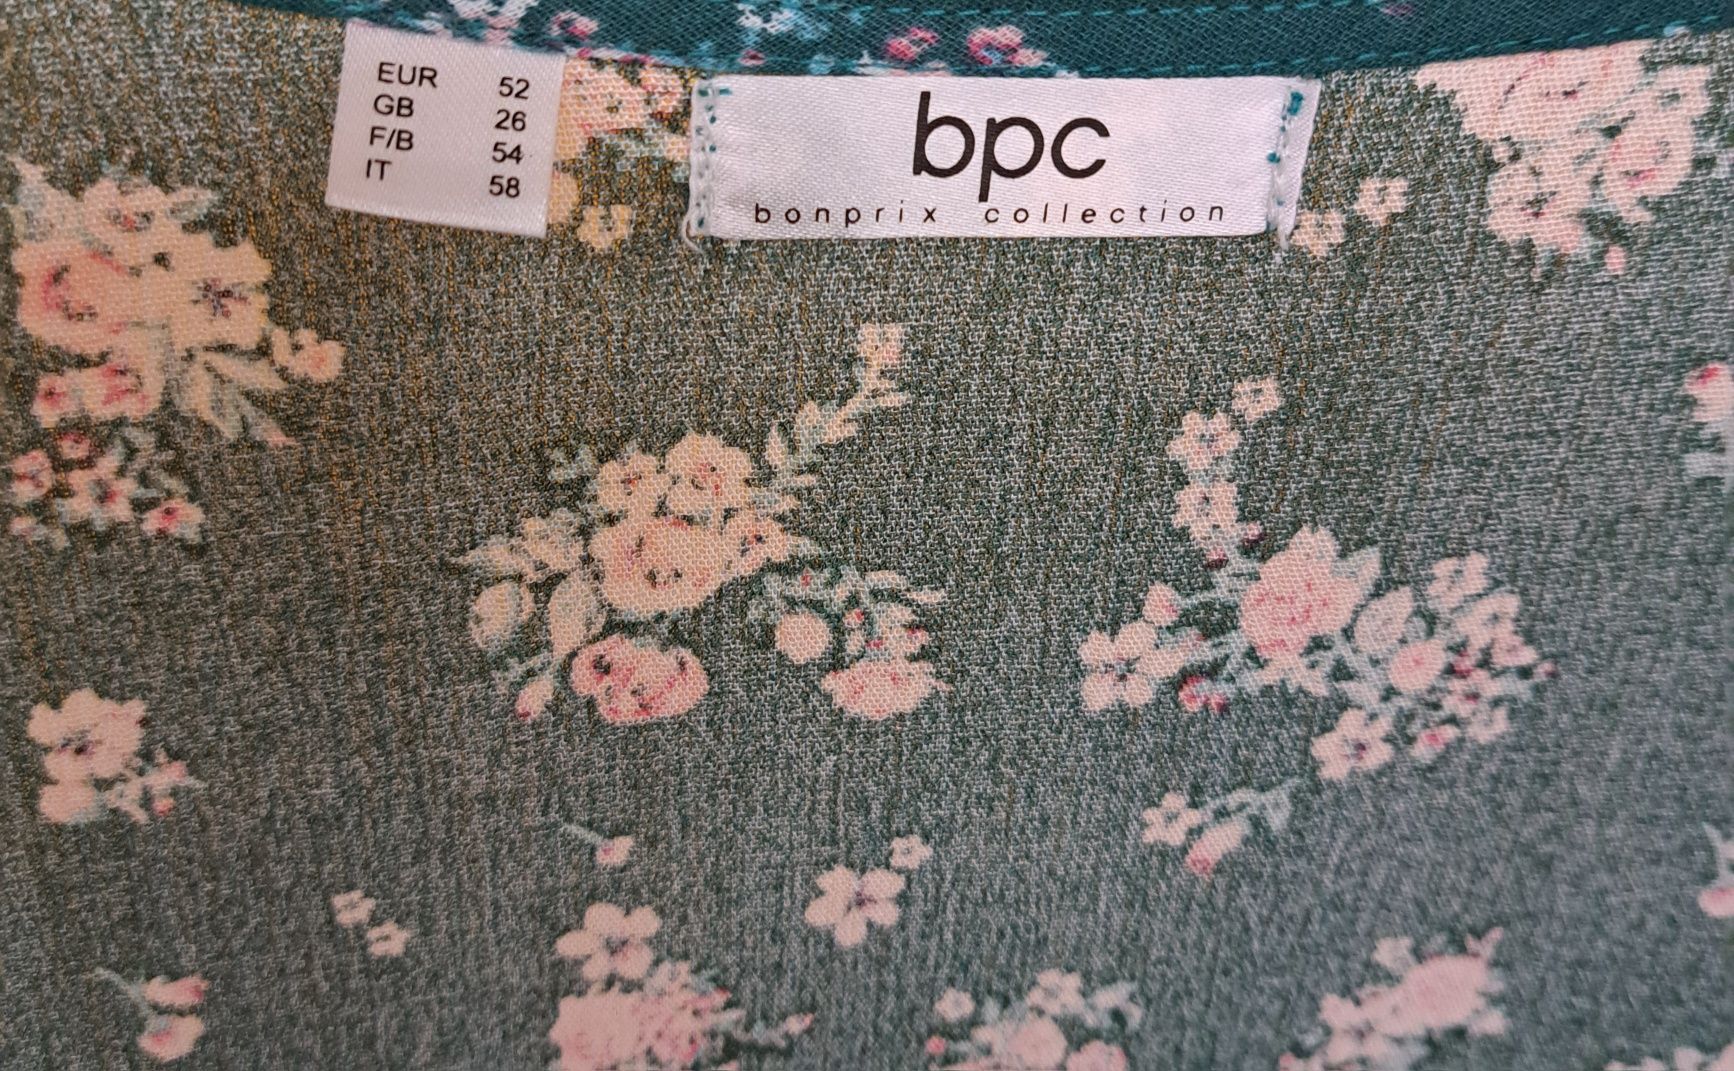 EUR 52
GB 26
F/B 54
IT 58
bpc
bonprix collection